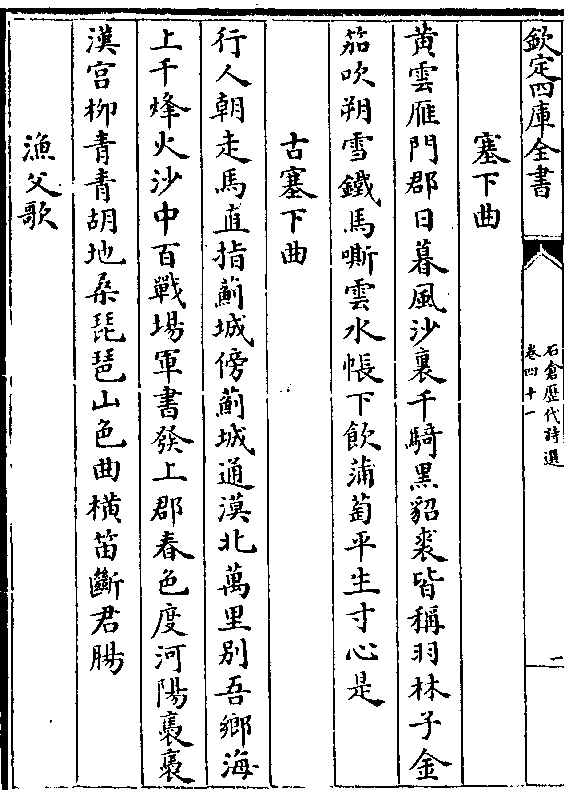 欽定四庫全書
石倉歷代詩選
卷四十一
二
塞下曲
黄雲雁門郡日暮風沙裏千騎黑貂裘皆稱羽林子金
笳吹朔雪鐵馬嘶雲水帳下飲蒲萄平生寸心是
古塞下曲
行人朝走馬直指薊城傍薊城通漠北萬里别吾鄉海
上千烽火沙中百戰場軍書發上郡春色度河陽裊裊
漢宮柳青青胡地桑琵琶山色曲横笛斷君腸
漁父歌